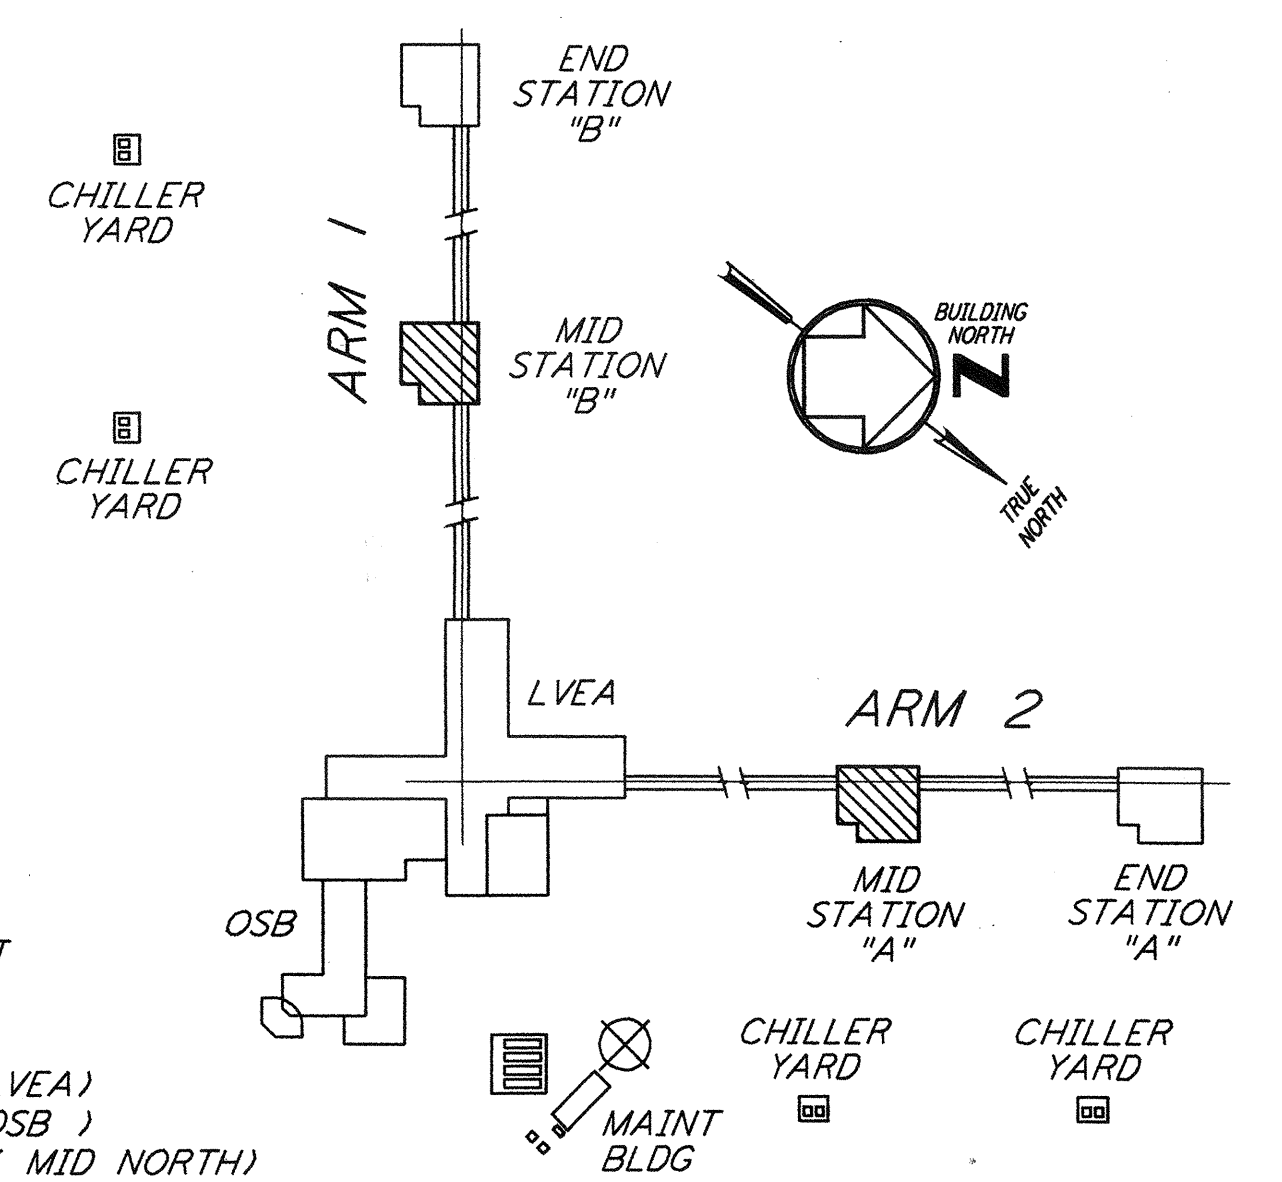 END
STATION
"B"
CHILLER
YARD
ARM 1
BUILDING
NORTH
N
MID
STATION
"B"
CHILLER
YARD
TRUE
NORTH
LVEA
ARM 2
MID
STATION
"A"
END
STATION
"A"
OSB
T
CHILLER
YARD
CHILLER
YARD
MAINT
BLDG
VEA)
OSB )
( MID NORTH)